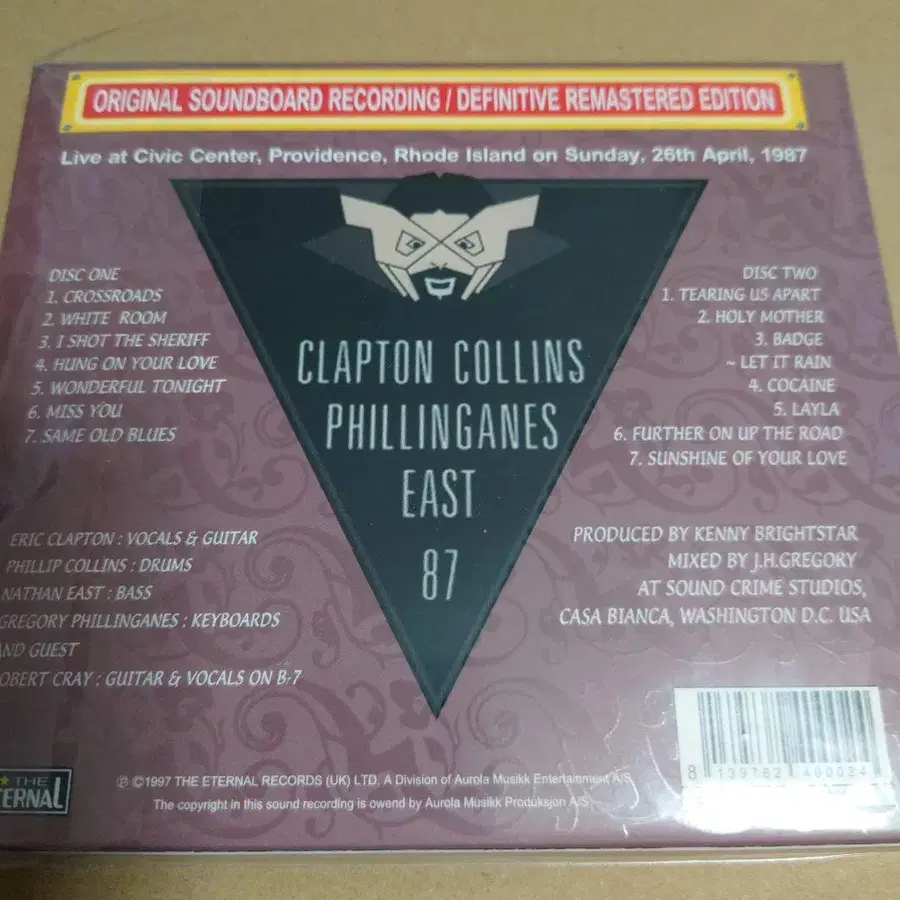 ORIGINAL SOUNDBOARD RECORDING / DEFINITIVE REMASTERED EDITION
Live at Civic Center, Providence, Rhode Island on Sunday, 26th April, 1987
DISC ONE
1. CROSSROADS
2. WHITE ROOM
3. I SHOT THE SHERIFF
4. HUNG ON YOUR LOVE
5. WONDERFUL TONIGHT
6. MISS YOU
7. SAME OLD BLUES
CLAPTON COLLINS
PHILLINGANES
EAST
87
DISC TWO
1. TEARING US APART
2. HOLY MOTHER
3. BADGE
~ LET IT RAIN
4. COCAINE
5. LAYLA
6. FURTHER ON UP THE ROAD
7. SUNSHINE OF YOUR LOVE
ERIC CLAPTON : VOCALS & GUITAR
PHILLIP COLLINS : DRUMS
NATHAN EAST : BASS
GREGORY PHILLINGANES : KEYBOARDS
AND GUEST
OBERT CRAY : GUITAR & VOCALS ON B-7
PRODUCED BY KENNY BRIGHTSTAR
MIXED BY J.H.GREGORY
AT SOUND CRIME STUDIOS,
CASA BIANCA, WASHINGTON D.C. USA
THE
ETERNAL
℗ ©1997 THE ETERNAL RECORDS (UK) LTD. A Division of Aurola Musikk Entertainment A/S
The copyright in this sound recording is owend by Aurola Musikk Produksjon A/S
8